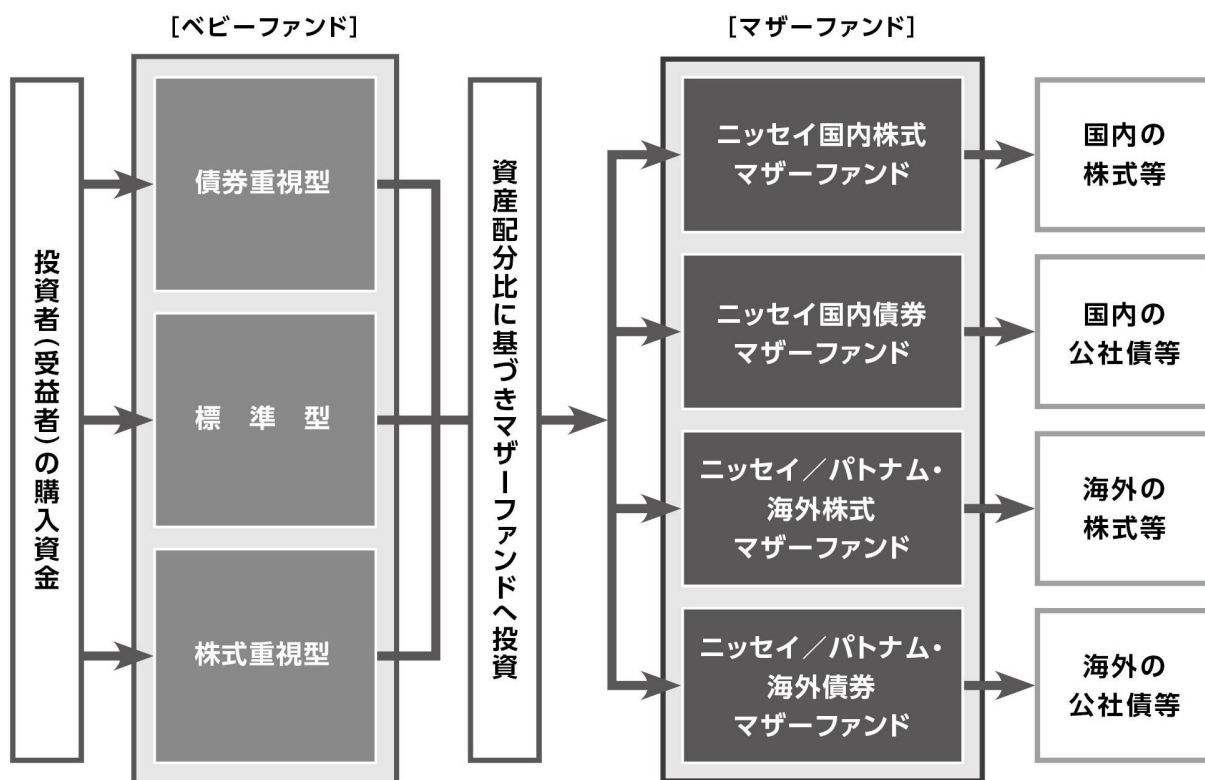 [ベビーファンド]
[マザーファンド]
投資者(受益者)の購入資金
債券重視型
標　準　型
株式重視型
資産配分比に基づきマザーファンドへ投資
ニッセイ国内株式
マザーファンド
ニッセイ国内債券
マザーファンド
ニッセイ／パトナム・
海外株式
マザーファンド
ニッセイ／パトナム・
海外債券
マザーファンド
国内の
株式等
国内の
公社債等
海外の
株式等
海外の
公社債等